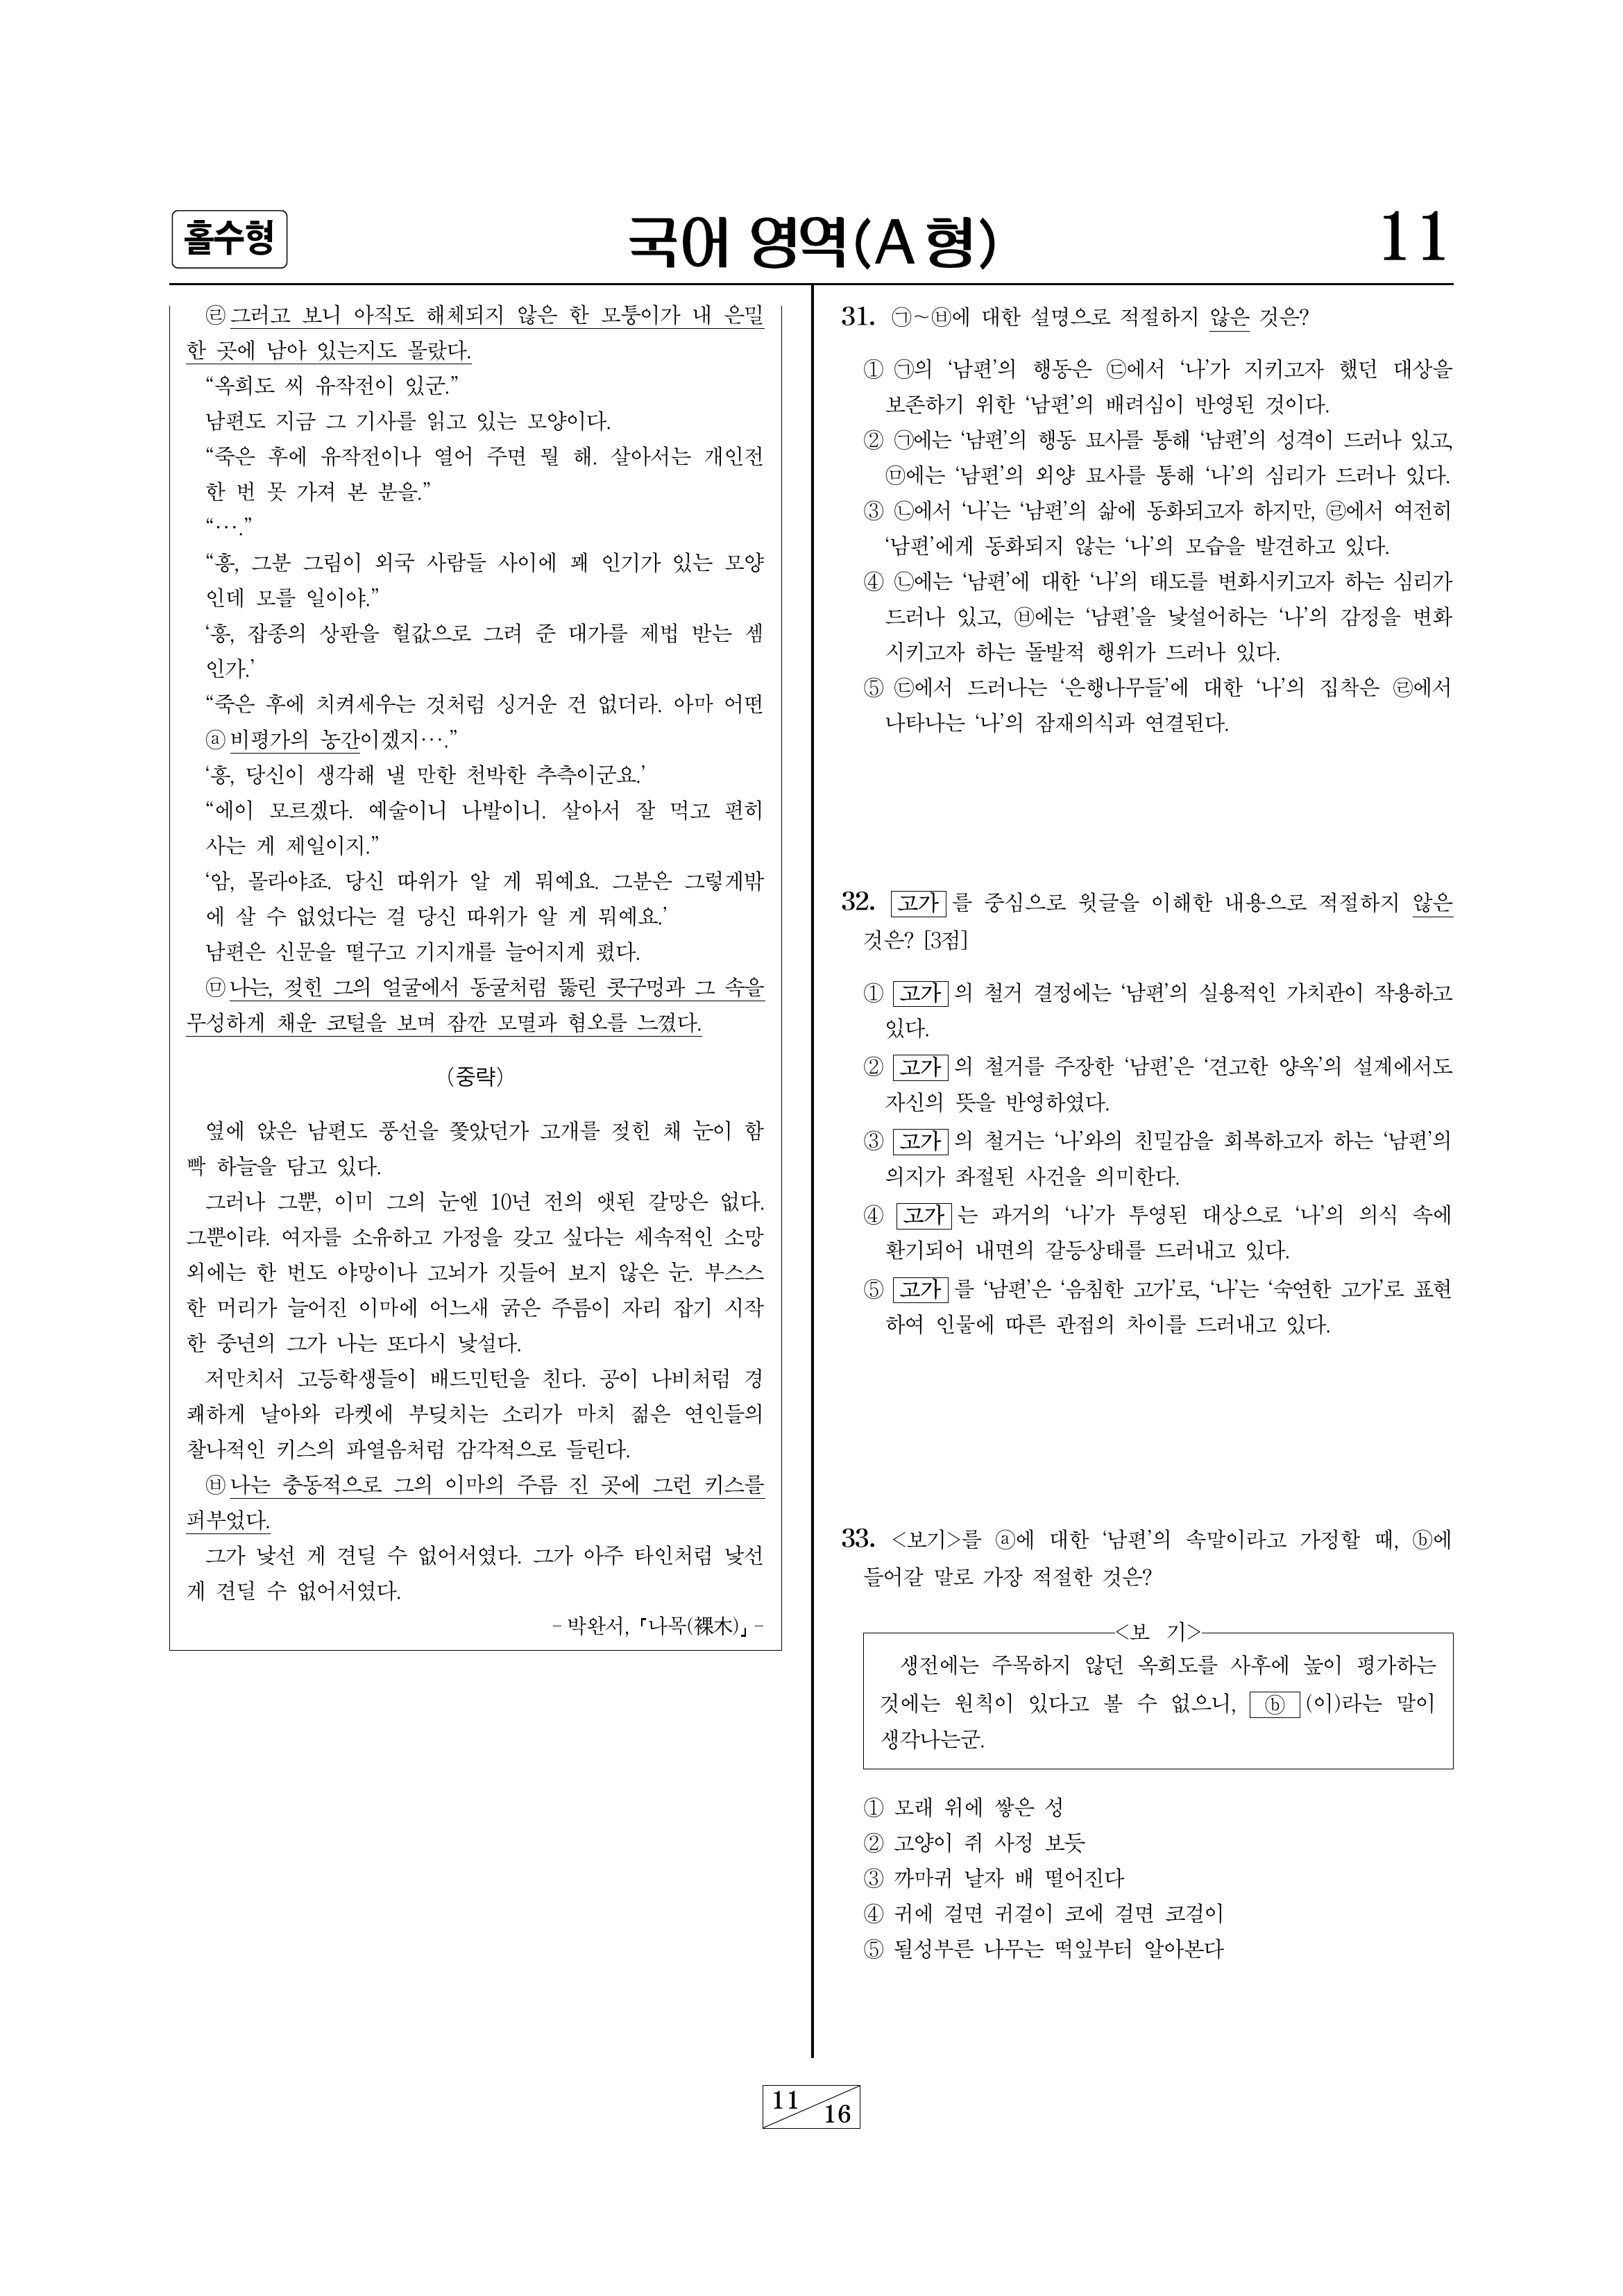 홀수형
국어 영역(A 형)
11
㉣그러고 보니 아직도 해체되지 않은 한 모퉁이가 내 은밀
한 곳에 남아 있는지도 몰랐다.
“옥희도 씨 유작전이 있군.”
남편도 지금 그 기사를 읽고 있는 모양이다.
“죽은 후에 유작전이나 열어 주면 뭘 해. 살아서는 개인전
한 번 못 가져 본 분을.”
“….”
“흥, 그분 그림이 외국 사람들 사이에 꽤 인기가 있는 모양
인데 모를 일이야.”
‘흥, 잡종의 상판을 헐값으로 그려 준 대가를 제법 받는 셈
인가.’
“죽은 후에 치켜세우는 것처럼 싱거운 건 없더라. 아마 어떤
ⓐ비평가의 농간이겠지….”
‘흥, 당신이 생각해 낼 만한 천박한 추측이군요.’
“에이 모르겠다. 예술이니 나발이니. 살아서 잘 먹고 편히
사는 게 제일이지.”
‘암, 몰라야죠. 당신 따위가 알 게 뭐예요. 그분은 그렇게밖
에 살 수 없었다는 걸 당신 따위가 알 게 뭐예요.’
남편은 신문을 떨구고 기지개를 늘어지게 폈다.
㉤나는, 젖힌 그의 얼굴에서 동굴처럼 뚫린 콧구멍과 그 속을
무성하게 채운 코털을 보며 잠깐 모멸과 혐오를 느꼈다.
(중략)
옆에 앉은 남편도 풍선을 쫓았던가 고개를 젖힌 채 눈이 함
빡 하늘을 담고 있다.
그러나 그뿐, 이미 그의 눈엔 10년 전의 앳된 갈망은 없다.
그뿐이랴. 여자를 소유하고 가정을 갖고 싶다는 세속적인 소망
외에는 한 번도 야망이나 고뇌가 깃들어 보지 않은 눈. 부스스
한 머리가 늘어진 이마에 어느새 굵은 주름이 자리 잡기 시작
한 중년의 그가 나는 또다시 낯설다.
저만치서 고등학생들이 배드민턴을 친다. 공이 나비처럼 경
쾌하게 날아와 라켓에 부딪치는 소리가 마치 젊은 연인들의
찰나적인 키스의 파열음처럼 감각적으로 들린다.
㉥나는 충동적으로 그의 이마의 주름 진 곳에 그런 키스를
퍼부었다.
그가 낯선 게 견딜 수 없어서였다. 그가 아주 타인처럼 낯선
게 견딜 수 없어서였다.
– 박완서, 『나목(裸木)』 –
31. ㉠~㉥에 대한 설명으로 적절하지 않은 것은?
① ㉠의 ‘남편’의 행동은 ㉢에서 ‘나’가 지키고자 했던 대상을
보존하기 위한 ‘남편’의 배려심이 반영된 것이다.
② ㉠에는 ‘남편’의 행동 묘사를 통해 ‘남편’의 성격이 드러나 있고,
㉤에는 ‘남편’의 외양 묘사를 통해 ‘나’의 심리가 드러나 있다.
③ ㉡에서 ‘나’는 ‘남편’의 삶에 동화되고자 하지만, ㉣에서 여전히
‘남편’에게 동화되지 않는 ‘나’의 모습을 발견하고 있다.
④ ㉡에는 ‘남편’에 대한 ‘나’의 태도를 변화시키고자 하는 심리가
드러나 있고, ㉥에는 ‘남편’을 낯설어하는 ‘나’의 감정을 변화
시키고자 하는 돌발적 행위가 드러나 있다.
⑤ ㉢에서 드러나는 ‘은행나무들’에 대한 ‘나’의 집착은 ㉣에서
나타나는 ‘나’의 잠재의식과 연결된다.
32. 고가 를 중심으로 윗글을 이해한 내용으로 적절하지 않은
것은? [3점]
① 고가 의 철거 결정에는 ‘남편’의 실용적인 가치관이 작용하고
있다.
② 고가 의 철거를 주장한 ‘남편’은 ‘견고한 양옥’의 설계에서도
자신의 뜻을 반영하였다.
③ 고가 의 철거는 ‘나’와의 친밀감을 회복하고자 하는 ‘남편’의
의지가 좌절된 사건을 의미한다.
④ 고가 는 과거의 ‘나’가 투영된 대상으로 ‘나’의 의식 속에
환기되어 내면의 갈등상태를 드러내고 있다.
⑤ 고가 를 ‘남편’은 ‘음침한 고가’로, ‘나’는 ‘숙연한 고가’로 표현
하여 인물에 따른 관점의 차이를 드러내고 있다.
33. <보기>를 ⓐ에 대한 ‘남편’의 속말이라고 가정할 때, ⓑ에
들어갈 말로 가장 적절한 것은?
<보 기>
생전에는 주목하지 않던 옥희도를 사후에 높이 평가하는
것에는 원칙이 있다고 볼 수 없으니, ⓑ (이)라는 말이
생각나는군.
① 모래 위에 쌓은 성
② 고양이 쥐 사정 보듯
③ 까마귀 날자 배 떨어진다
④ 귀에 걸면 귀걸이 코에 걸면 코걸이
⑤ 될성부른 나무는 떡잎부터 알아본다
11
16